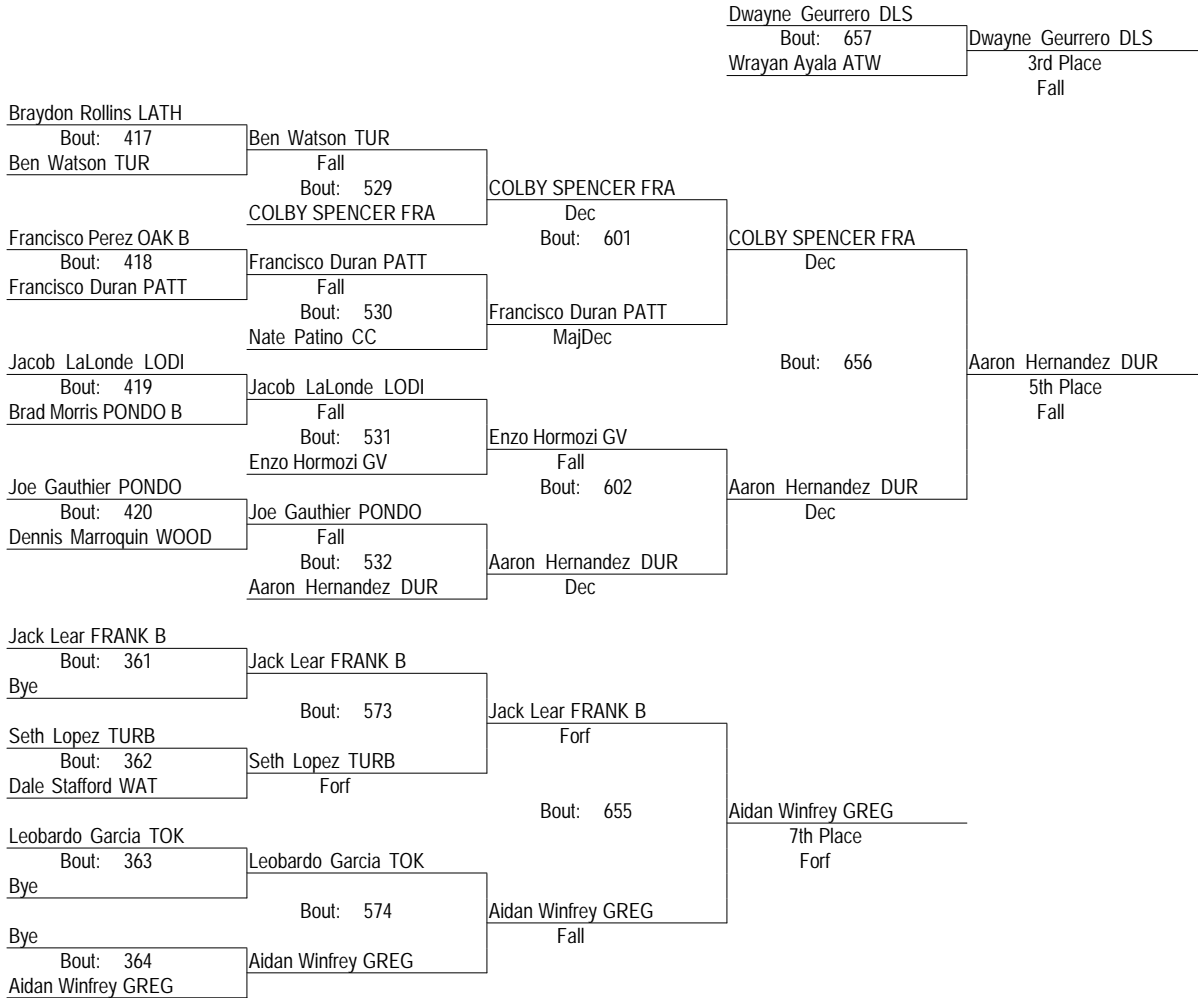 Dwayne Geurrero DLS
Bout: 657
Dwayne Geurrero DLS
Wrayan Ayala ATW
3rd Place
Fall
Braydon Rollins LATH
Bout: 417
Ben Watson TUR
Ben Watson TUR
Fall
Bout: 529
COLBY SPENCER FRA
COLBY SPENCER FRA
Dec
Bout: 601
Francisco Perez OAK B
Bout: 418
Francisco Duran PATT
Francisco Duran PATT
Fall
Bout: 530
Nate Patino CC
Francisco Duran PATT
MajDec
COLBY SPENCER FRA
Dec
Bout: 656
Jacob LaLonde LODI
Bout: 419
Brad Morris PONDO B
Jacob LaLonde LODI
Fall
Bout: 531
Enzo Hormozi GV
Enzo Hormozi GV
Fall
Bout: 602
Joe Gauthier PONDO
Bout: 420
Dennis Marroquin WOOD
Joe Gauthier PONDO
Fall
Bout: 532
Aaron Hernandez DUR
Aaron Hernandez DUR
Dec
Aaron Hernandez DUR
Dec
Aaron Hernandez DUR
5th Place
Fall
Jack Lear FRANK B
Bout: 361
Bye
Jack Lear FRANK B
Bout: 573
Seth Lopez TURB
Bout: 362
Dale Stafford WAT
Seth Lopez TURB
Forf
Jack Lear FRANK B
Forf
Bout: 655
Leobardo Garcia TOK
Bout: 363
Bye
Leobardo Garcia TOK
Bout: 574
Bye
Bout: 364
Aidan Winfrey GREG
Aidan Winfrey GREG
Aidan Winfrey GREG
Fall
Aidan Winfrey GREG
7th Place
Forf